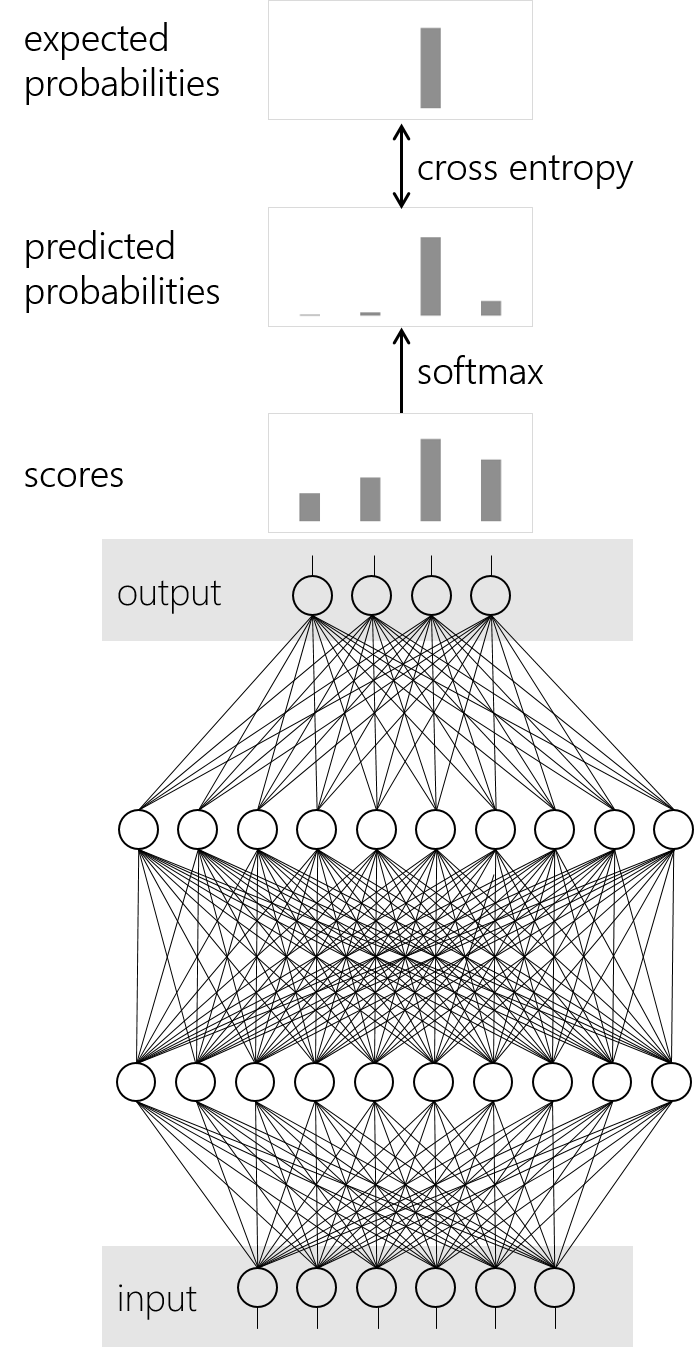 expected
probabilities
cross entropy
predicted
probabilities
softmax
scores
output
input